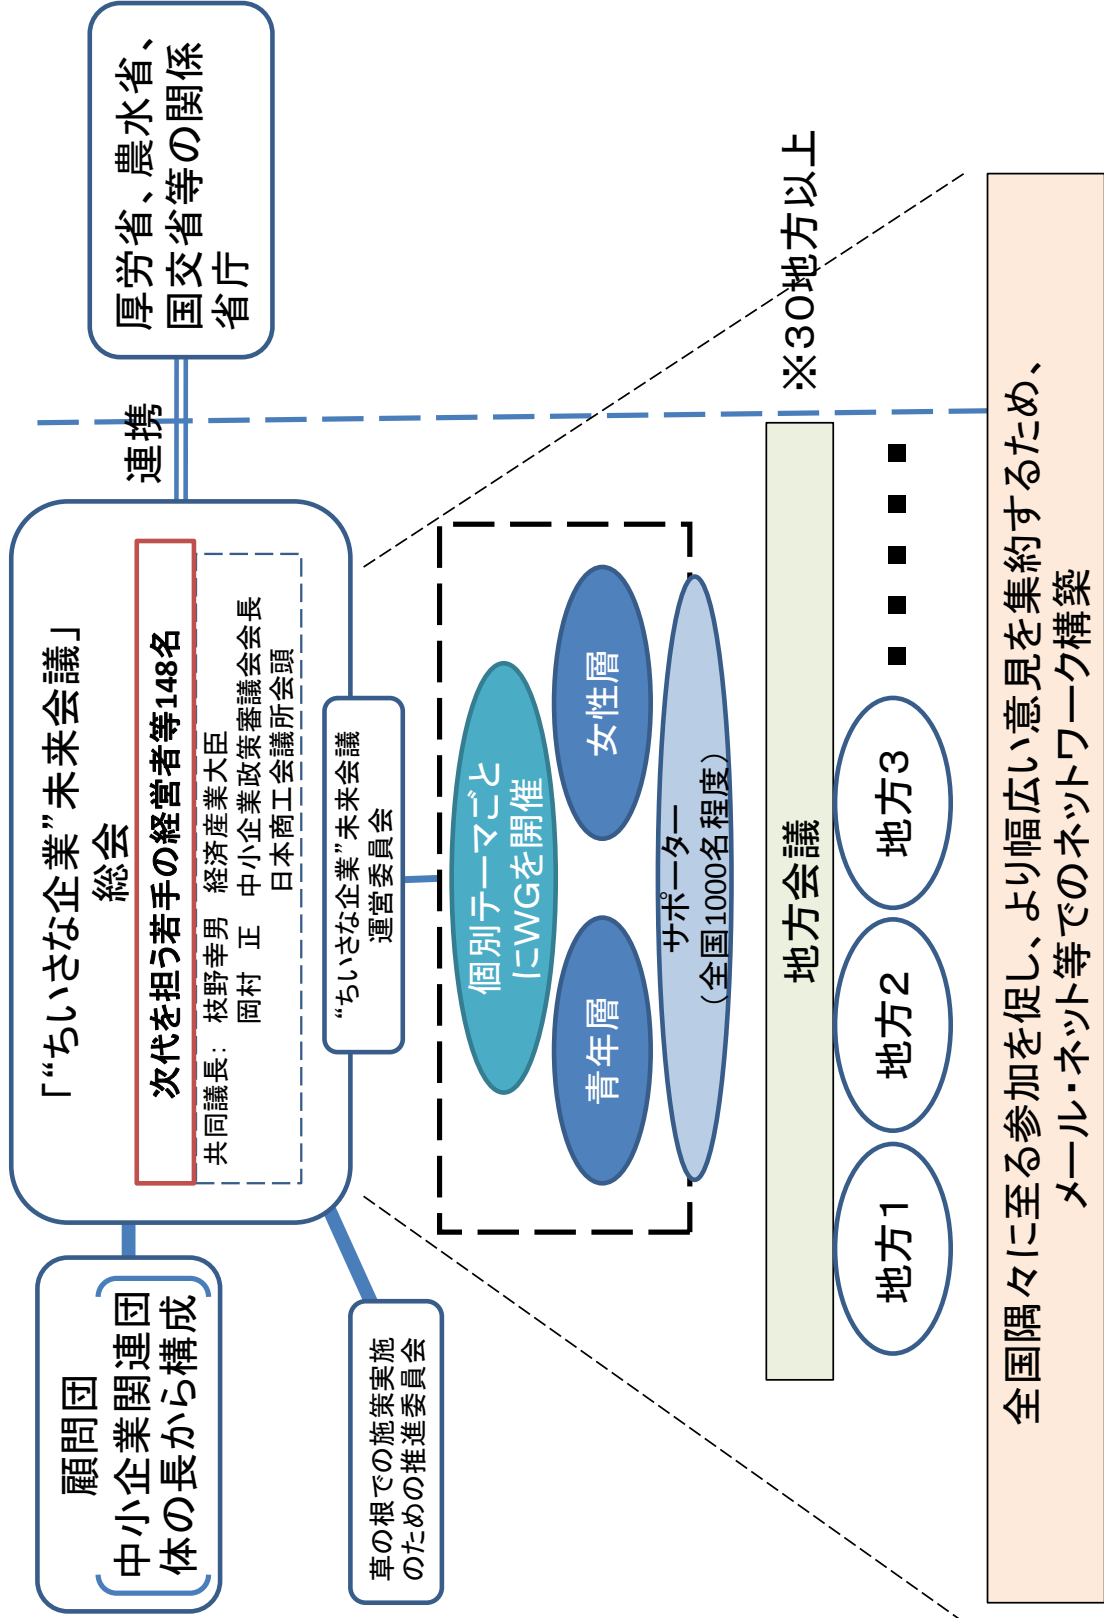 「“ちいさな企業”未来会議」
総会
次代を担う若手の経営者等148名
共同議長： 枝野幸男 経済産業大臣
岡村 正 中小企業政策審議会会長
日本商工会議所会頭
“ちいさな企業”未来会議
運営委員会
顧問団
中小企業関連団
体の長から構成
草の根での施策実施
のための推進委員会
連携
厚労省、農水省、
国交省等の関係
省庁
個別テーマごと
にWGを開催
青年層
女性層
サポーター
（全国1000名程度）
地方会議
※30地方以上
地方1
地方2
地方3
全国隅々に至る参加を促し、より幅広い意見を集約するため、
メール・ネット等でのネットワーク構築